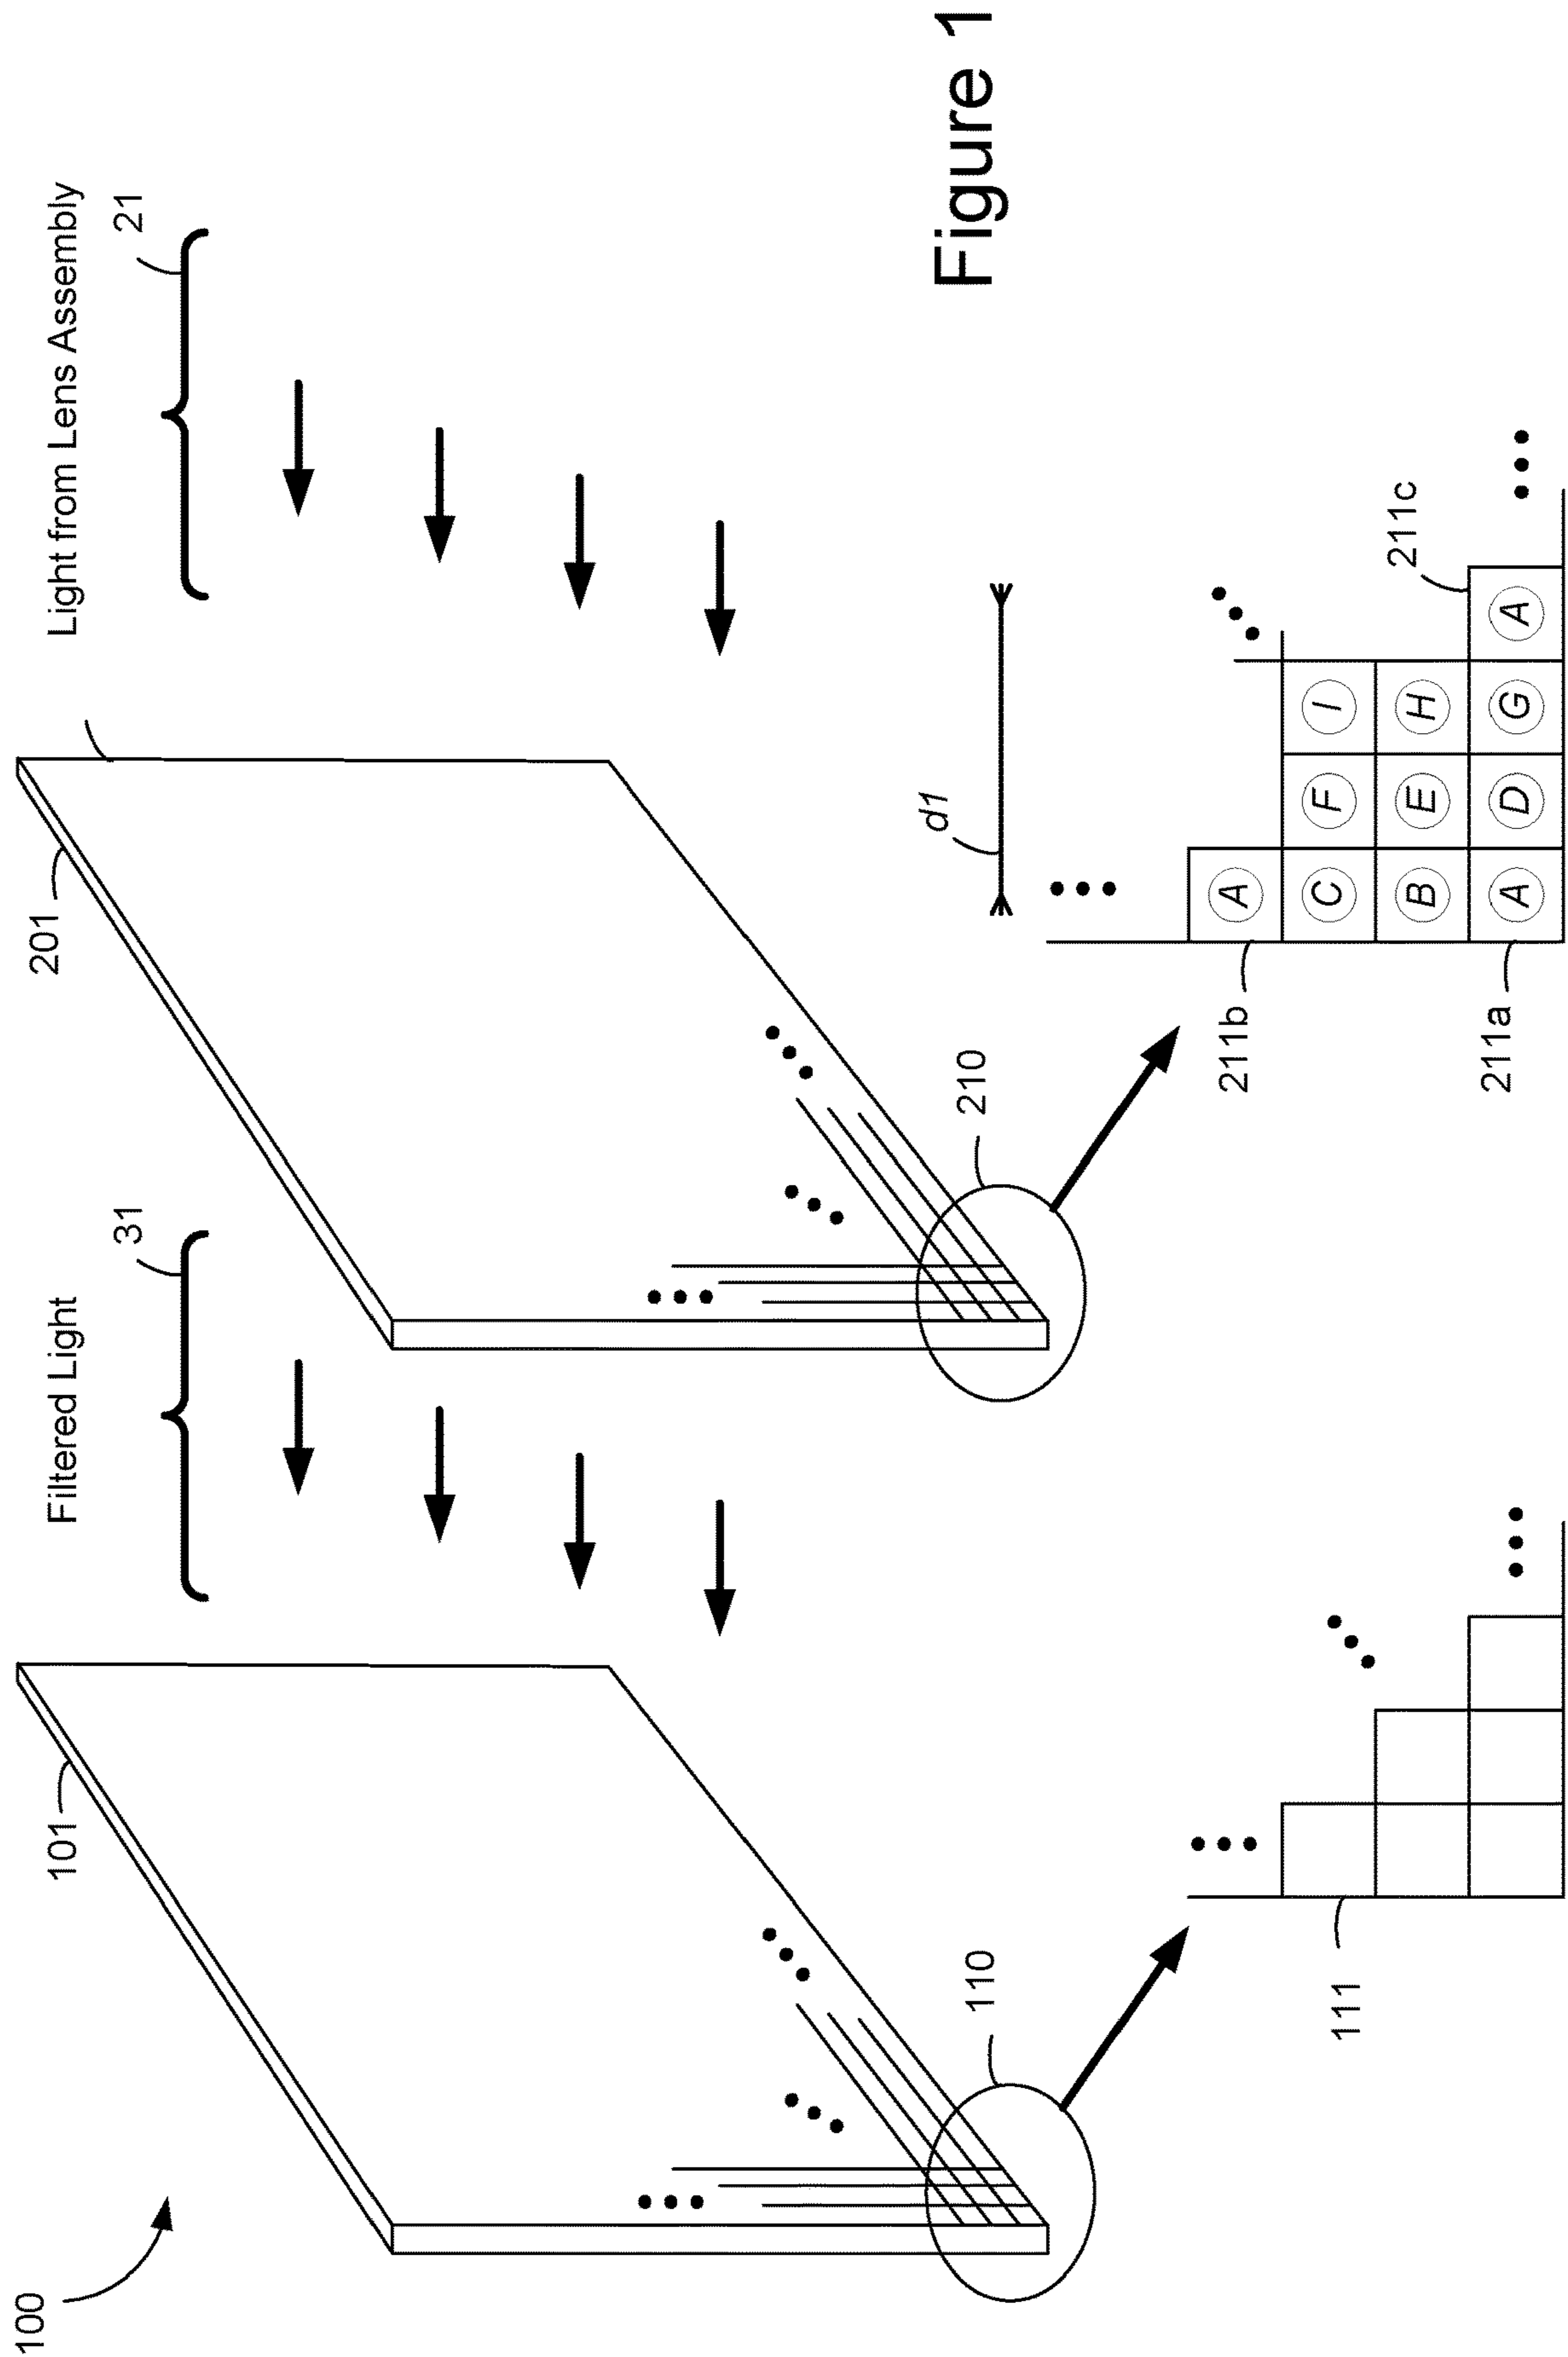 100
101
Filtered Light
31
201
Light from Lens Assembly
21
110
210
d1
Figure 1
111
211b
A
C F I
B E H
211c
211a
A D G A